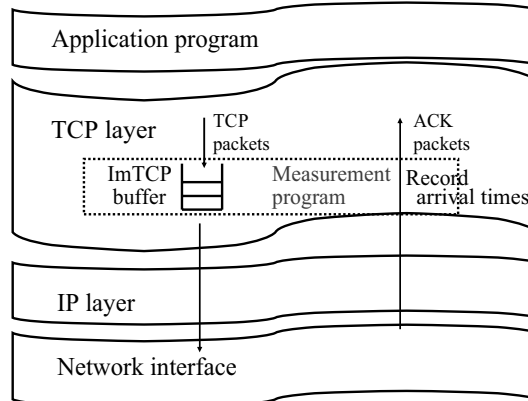 Application program
TCP layer
TCP
packets
ACK
packets
ImTCP
buffer
Measurement
program
Record
arrival times
IP layer
Network interface